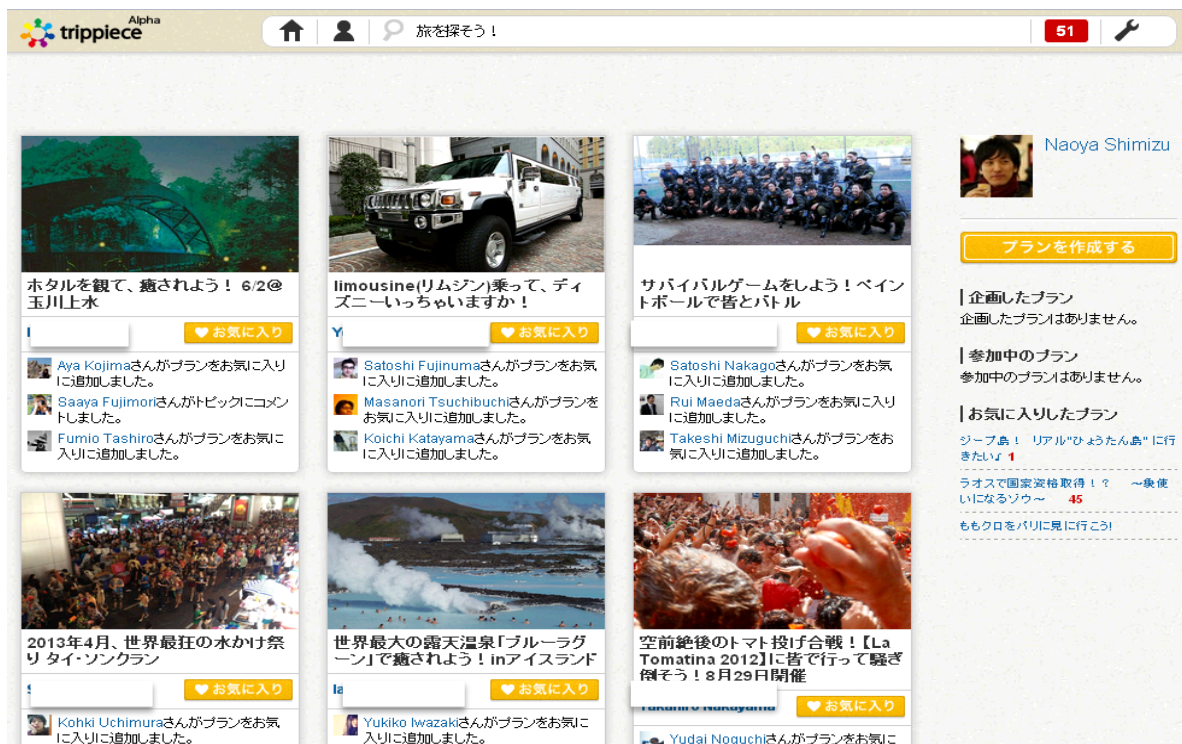 trippiece
Alpha
旅を探そう！
51
ホタルを観て、癒されよう！ 6/2@
玉川上水
お気に入り
Aya Kojimaさんがプランをお気に入り
に追加しました。
Saaya Fujimoriさんがトピックにコメン
トしました。
Fumio Tashiroさんがプランをお気に
入りに追加しました。
limousine(リムジン)乗って、ディ
ズニーいっちゃいますか！
お気に入り
Satoshi Fujinumaさんがプランをお気
に入りに追加しました。
Masanori Tsuchibuchiさんがプランを
お気に入りに追加しました。
Koichi Katayamaさんがプランをお気
に入りに追加しました。
サバイバルゲームをしよう！ペイン
トボールで皆とバトル
お気に入り
Satoshi Nakagoさんがプランをお気
に入りに追加しました。
Rui Maedaさんがプランをお気に入り
に追加しました。
Takeshi Mizuguchiさんがプランをお
気に入りに追加しました。
2013年4月、世界最狂の水かけ祭
り タイ・ソンクラン
お気に入り
Kohki Uchimuraさんがプランをお気
に入りに追加しました。
世界最大の露天温泉「ブルーラグ
ーン」で癒されよう！inアイスランド
Ia
お気に入り
Yukiko Iwazakiさんがプランをお気に
入りに追加しました。
空前絶後のトマト投げ合戦！【La
Tomatina 2012】に皆で行って騒ぎ
倒そう！8月29日開催
Takahiro Nakayama
お気に入り
Yudai Noguchiさんがプランをお気に
Naoya Shimizu
プランを作成する
企画したプラン
企画したプランはありません。
参加中のプラン
参加中のプランはありません。
お気に入りしたプラン
ジープ島！ リアル"ひょうたん島"に行
きたい♪ 1
ラオスで国家資格取得！？ ～象使
いになるゾウ～ 45
ももクロをパリに見に行こう!